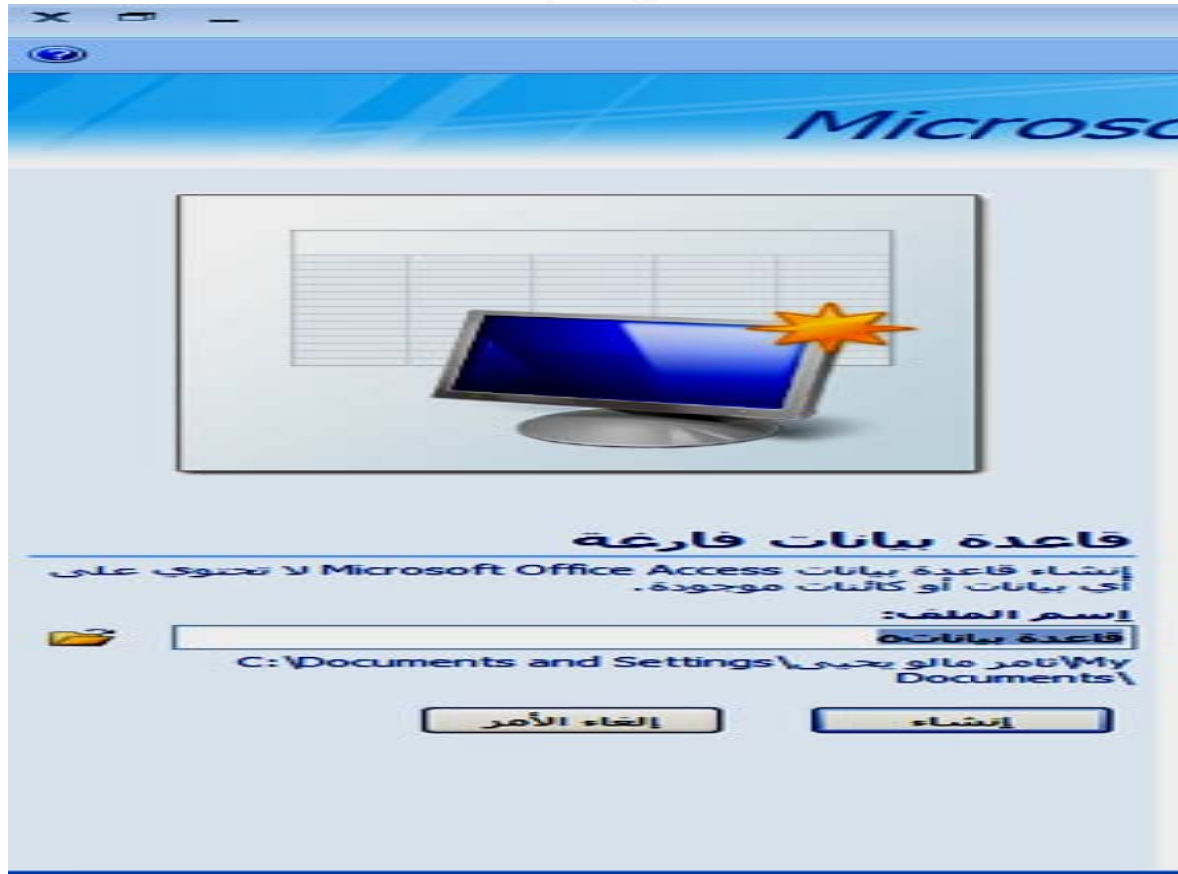 Microso
قاعدة بيانات فارغة
إنشاء قاعدة بيانات Microsoft Office Access لا تحتوي على
أي بيانات أو كائنات موجودة.
إسم الملف:
قاعدة بيانات٥
C:\Documents and Settings\تامر مالو يحيى\My
Documents\
إنشاء
إلغاء الأمر